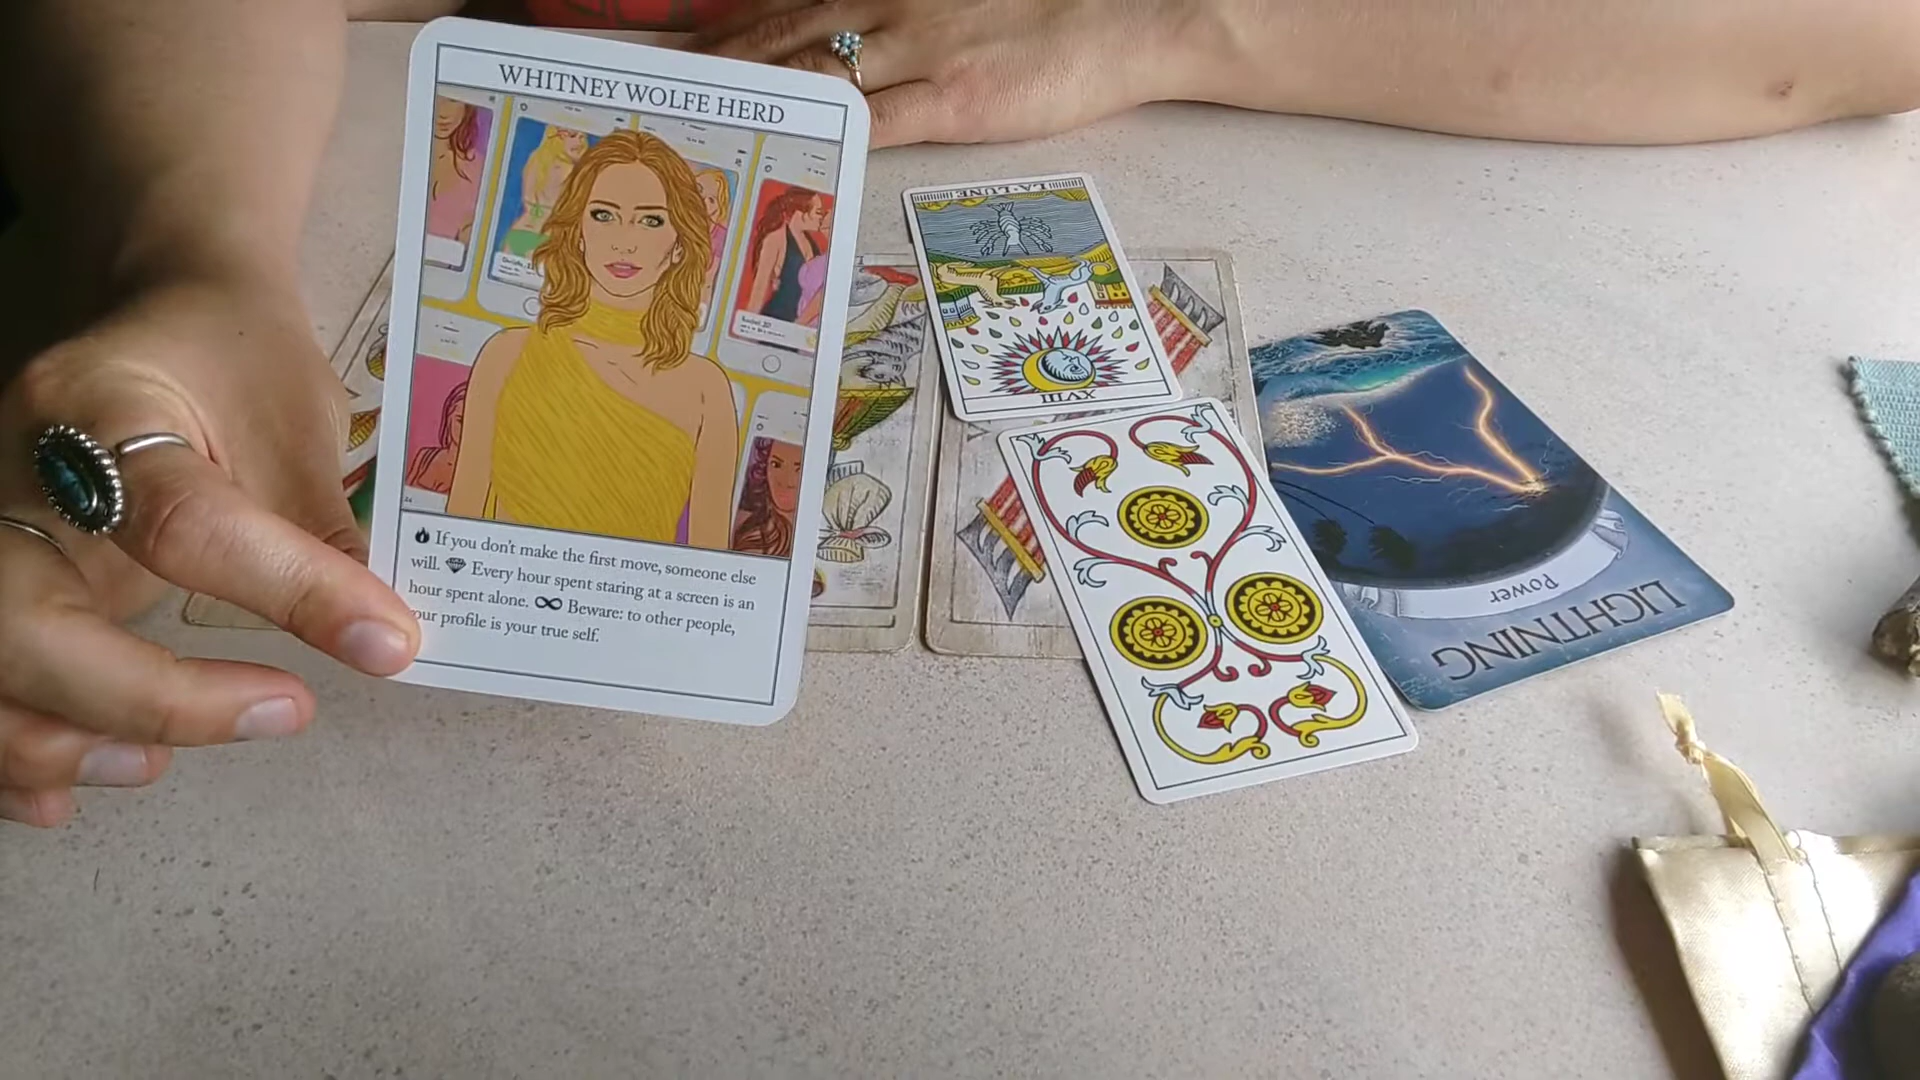 WHITNEY WOLFE HERD
If you don't make the first move, someone else
will. Every hour spent staring at a screen is an
hour spent alone. Beware: to other people,
our profile is your true self.
LA·LUNE
XVIII
Power
LIGHTNING